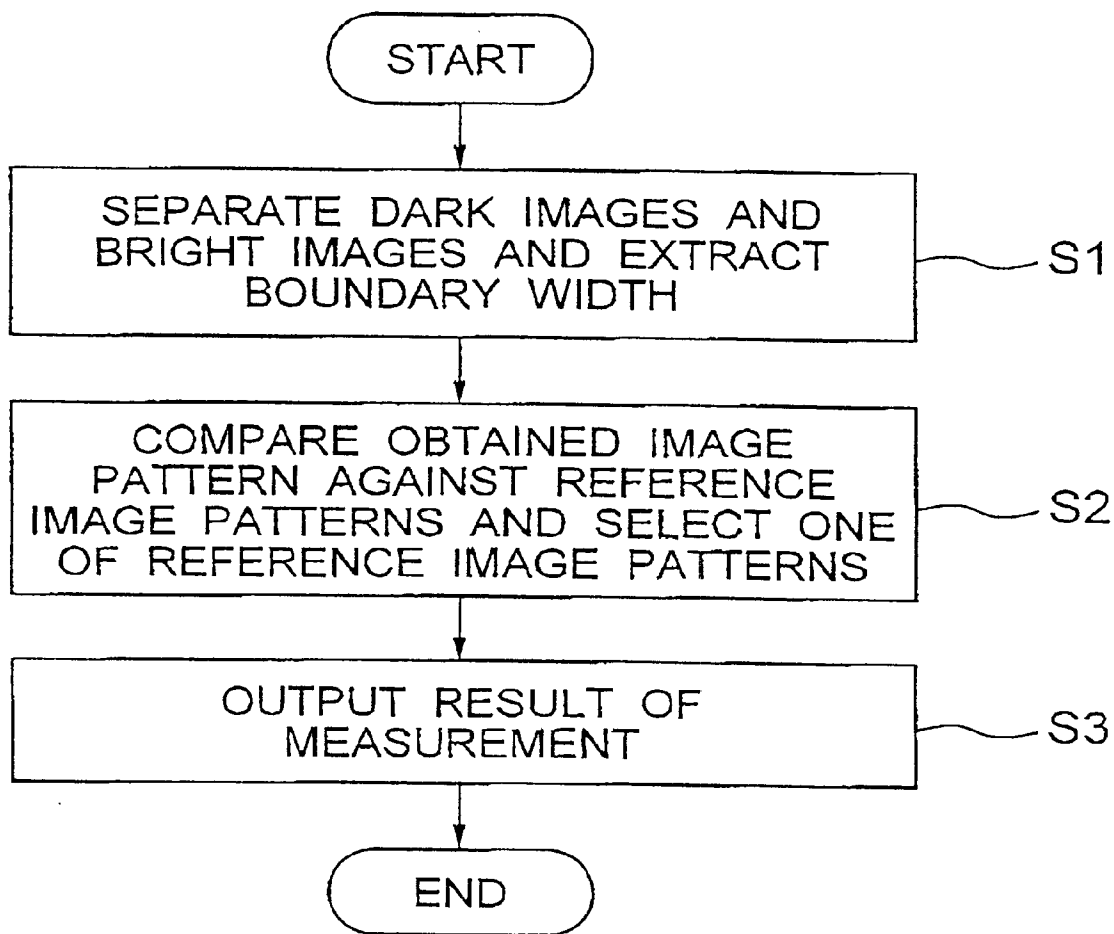 START
SEPARATE DARK IMAGES AND
BRIGHT IMAGES AND EXTRACT
BOUNDARY WIDTH
S1
COMPARE OBTAINED IMAGE
PATTERN AGAINST REFERENCE
IMAGE PATTERNS AND SELECT ONE
OF REFERENCE IMAGE PATTERNS
S2
OUTPUT RESULT OF
MEASUREMENT
S3
END